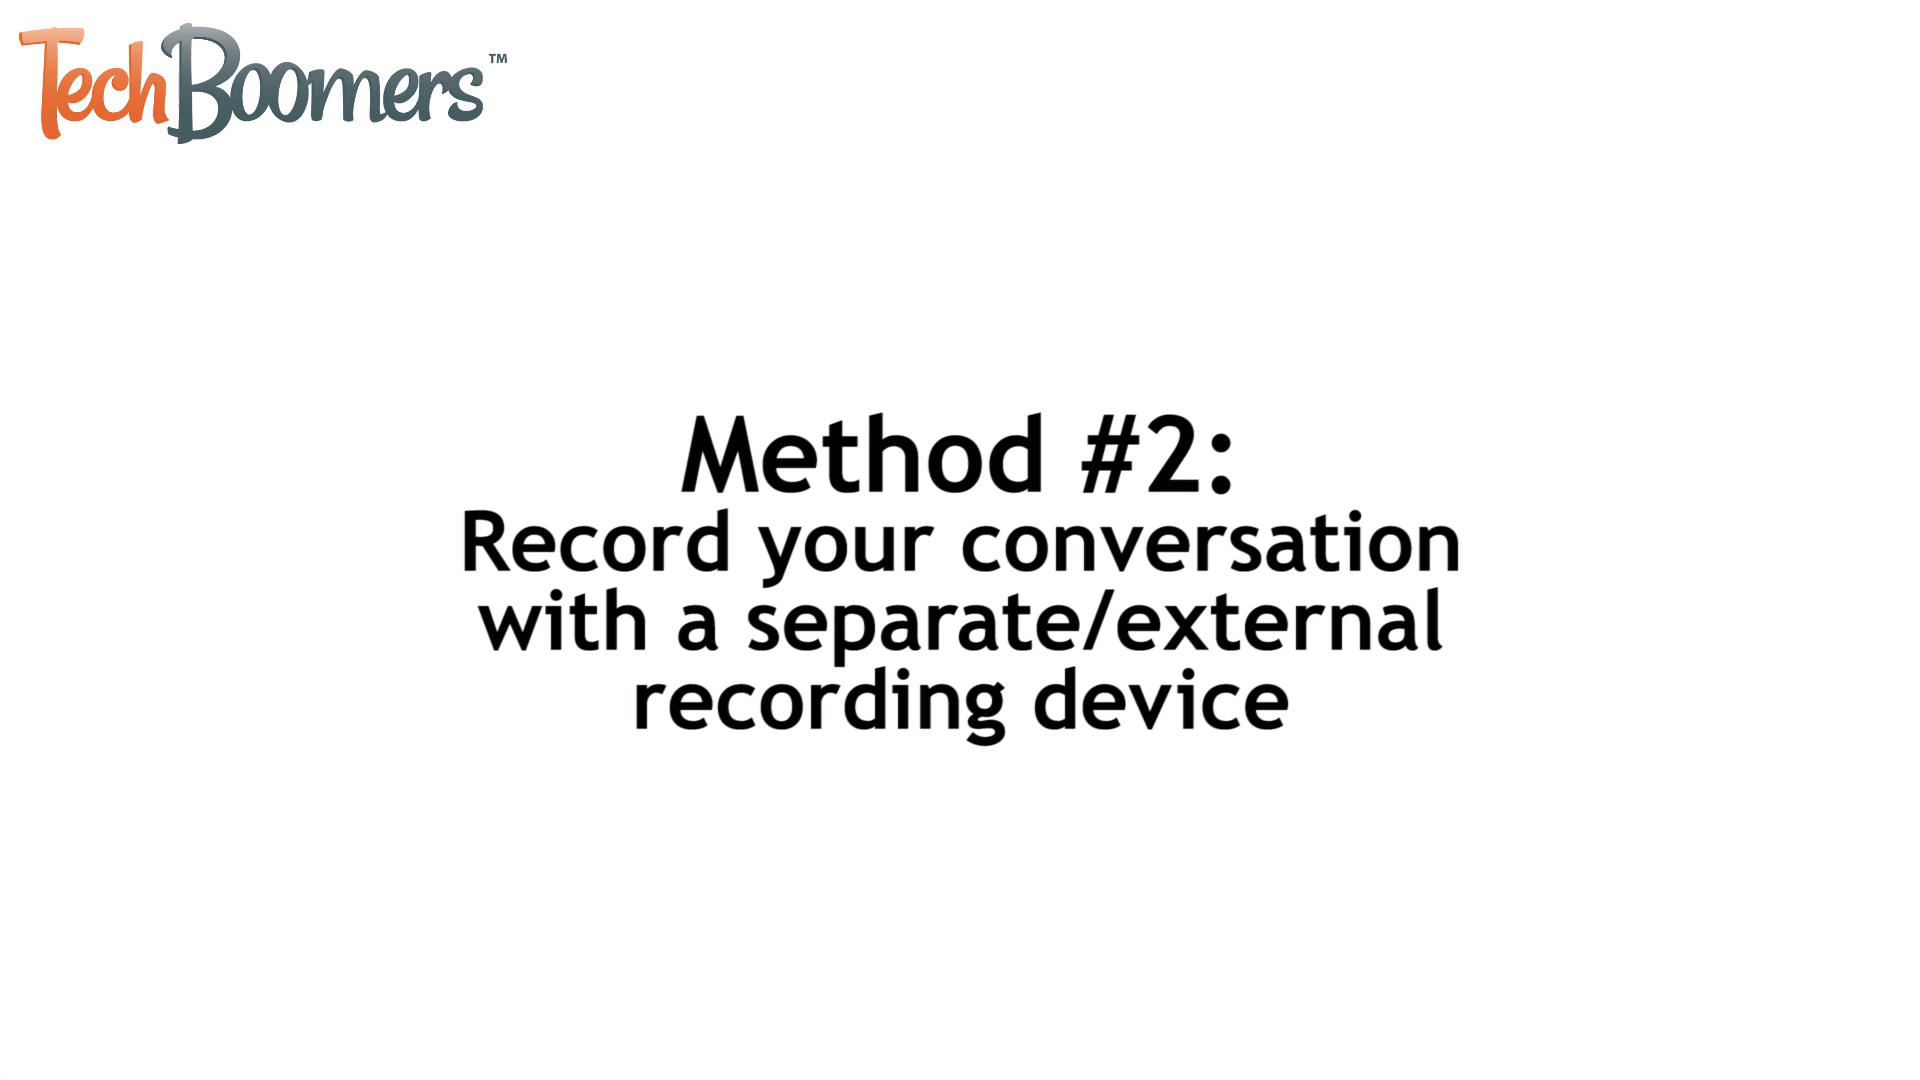 TechBoomers™
Method #2:
Record your conversation
with a separate/external
recording device